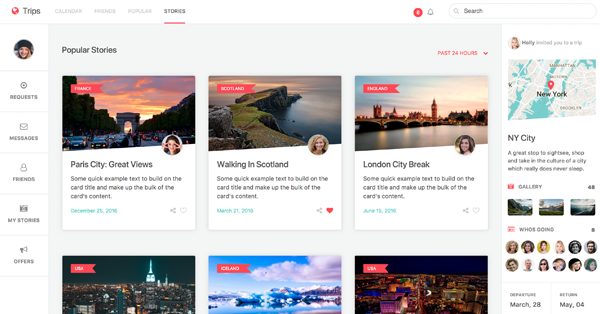 Trips
CALENDAR
FRIENDS
POPULAR
STORIES
Search
REQUESTS
MESSAGES
FRIENDS
MY STORIES
OFFERS
Popular Stories
PAST 24 HOURS
FRANCE
Paris City: Great Views
Some quick example text to build on the
card title and make up the bulk of the
card's content.
December 25, 2016
SCOTLAND
Walking In Scotland
Some quick example text to build on the
card title and make up the bulk of the
card's content.
March 21, 2016
ENGLAND
London City Break
Some quick example text to build on the
card title and make up the bulk of the
card's content.
June 15, 2016
USA
ICELAND
USA
Holly invited you to a trip
MANHATTAN
New York
BROOKLYN
NY City
A great stop to sightsee, shop
and take in the culture of a city
which really does never sleep.
GALLERY
48
WHOS GOING
8
DEPARTURE
March, 28
RETURN
May, 04